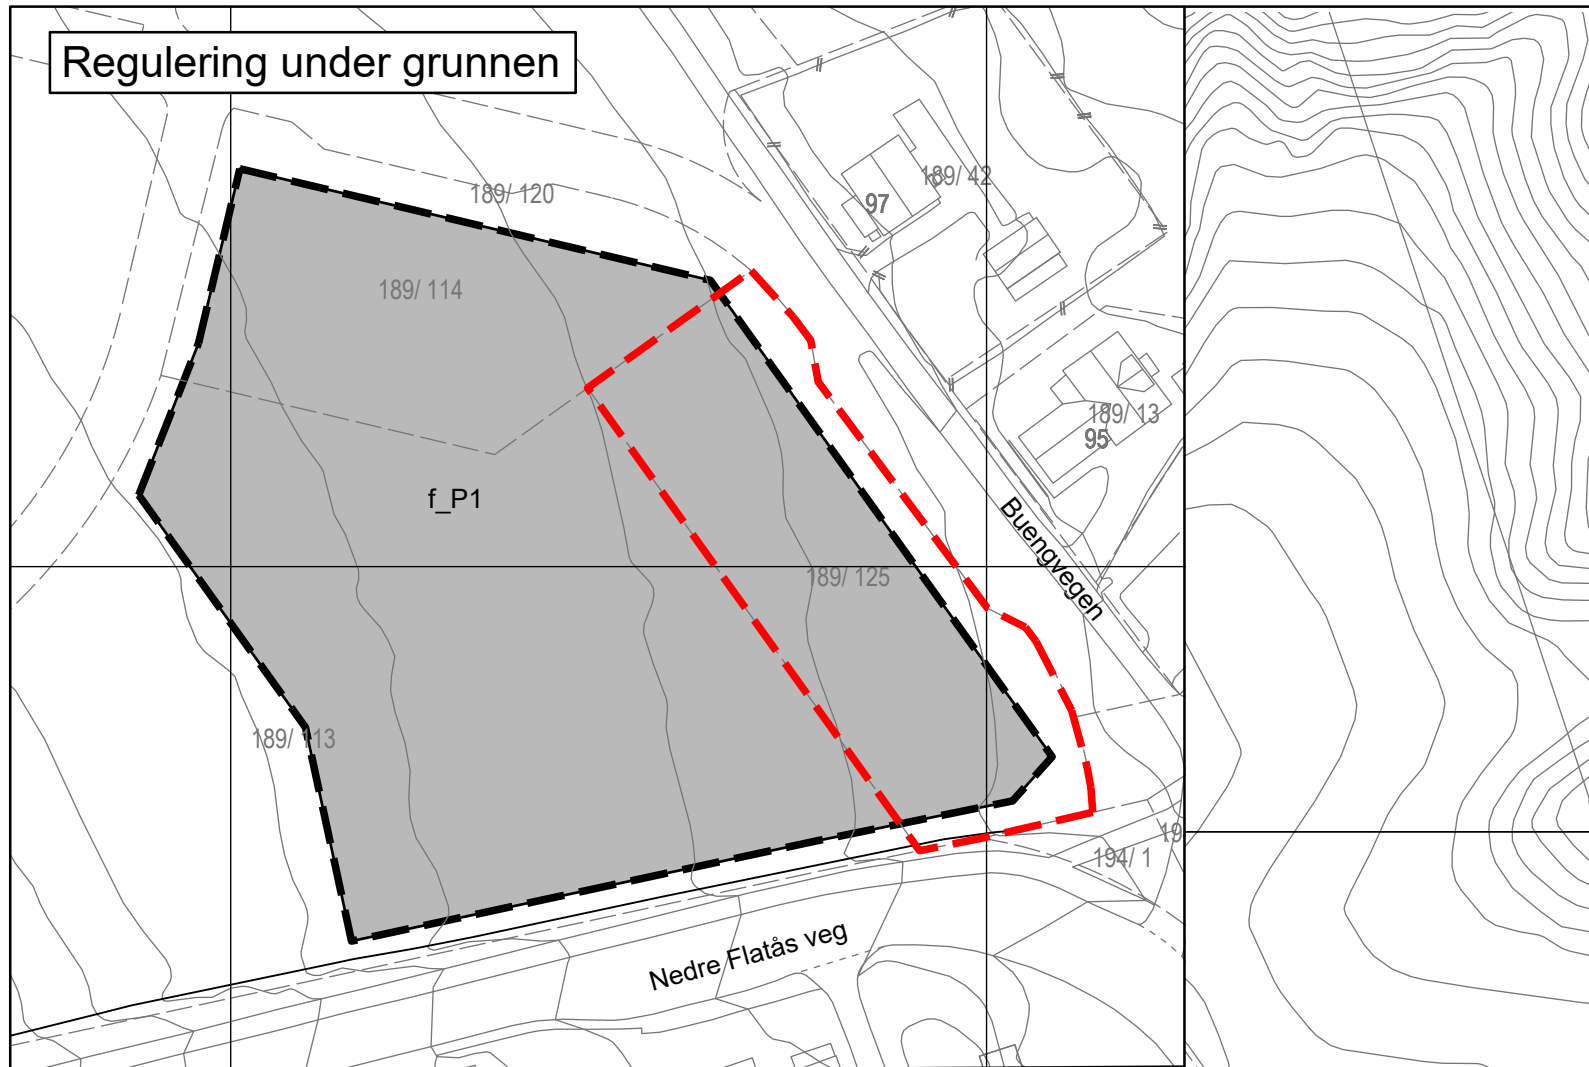 Regulering under grunnen
189/ 120
189/ 42
97
189/ 114
189/ 13
95
f_P1
Buengvegen
189/ 125
189/ 113
19
194/ 1
Nedre Flatås veg